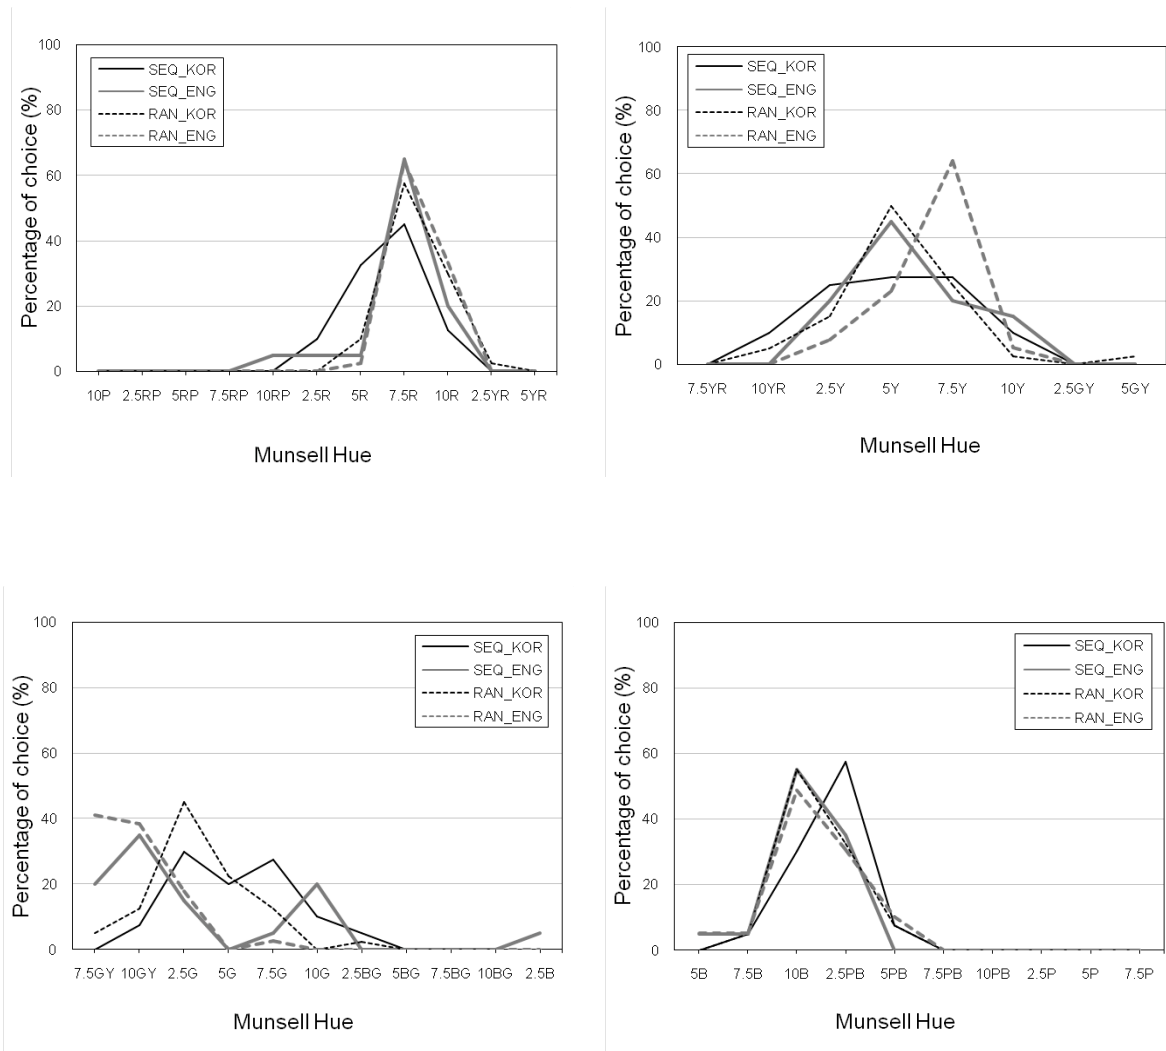 100
80
60
40
20
0
Percentage of choice (%)
SEQ_KOR
SEQ_ENG
RAN_KOR
RAN_ENG
10P 2.5RP 5RP 7.5RP 10RP 2.5R 5R 7.5R 10R 2.5YR 5YR
Munsell Hue
100
80
60
40
20
0
Percentage of choice (%)
SEQ_KOR
SEQ_ENG
RAN_KOR
RAN_ENG
7.5YR 10YR 2.5Y 5Y 7.5Y 10Y 2.5GY 5GY
Munsell Hue
100
80
60
40
20
0
Percentage of choice (%)
SEQ_KOR
SEQ_ENG
RAN_KOR
RAN_ENG
7.5GY 10GY 2.5G 5G 7.5G 10G 2.5BG 5BG 7.5BG 10BG 2.5B
Munsell Hue
100
80
60
40
20
0
Percentage of choice (%)
SEQ_KOR
SEQ_ENG
RAN_KOR
RAN_ENG
5B 7.5B 10B 2.5PB 5PB 7.5PB 10PB 2.5P 5P 7.5P
Munsell Hue